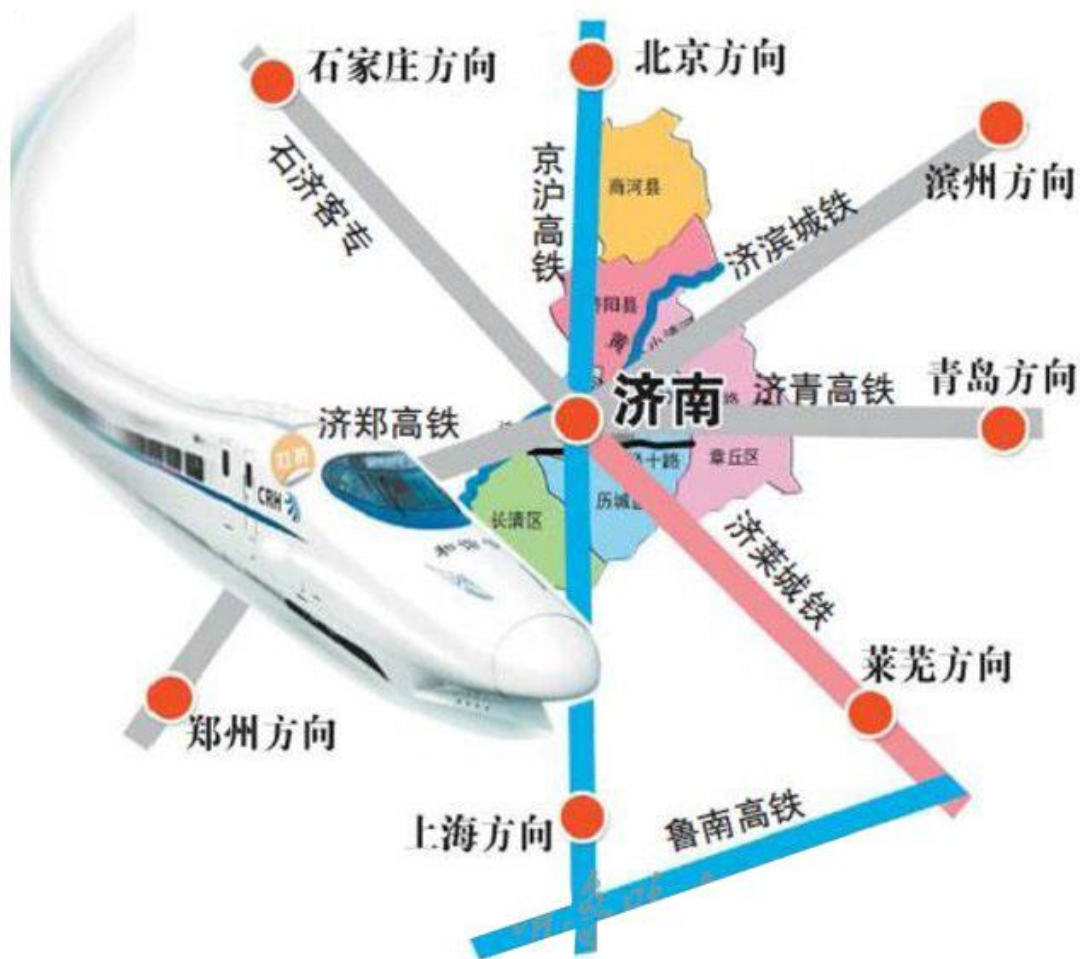 石家庄方向
北京方向
滨州方向
石济客专
京沪高铁
商河县
济滨城铁
济阳县
济南
济青高铁
青岛方向
济郑高铁
章丘区
CRH
长清区
济莱城铁
莱芜方向
郑州方向
上海方向
鲁南高铁